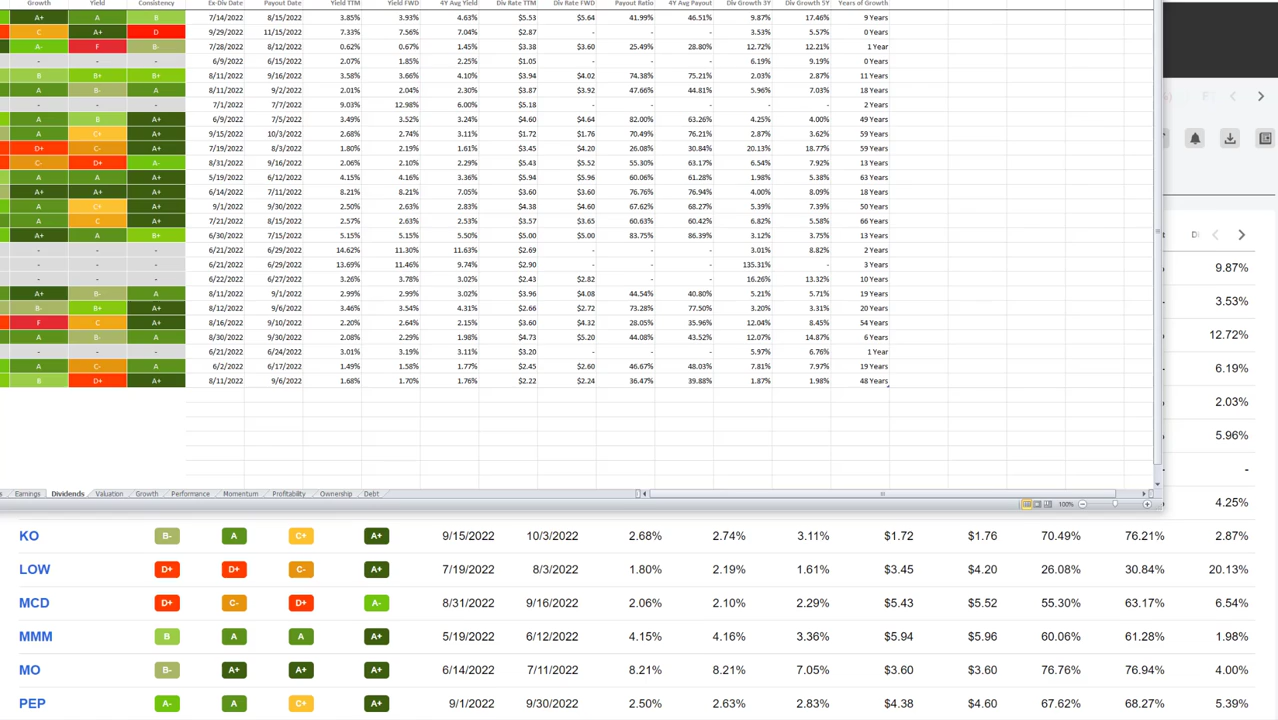 Growth Yield Consistency Ex-Div Date Payout Date Yield TTM Yield FWD 4Y Avg Yield Div Rate TTM Div Rate FWD Payout Ratio 4Y Avg Payout Div Growth 3Y Div Growth 5Y Years of Growth
A+ A B 7/14/2022 8/15/2022 3.85% 3.93% 4.63% $5.53 $5.64 41.99% 46.51% 9.87% 17.46% 9 Years
C A+ D 9/29/2022 11/15/2022 7.33% 7.56% 7.04% $2.87 - - - 3.53% 5.57% 0 Years
A- F B- 7/28/2022 8/12/2022 0.62% 0.67% 1.45% $3.38 $3.60 25.49% 28.80% 12.72% 12.21% 1 Year
- - - 6/9/2022 6/15/2022 2.07% 1.85% 2.25% $1.05 - - - 6.19% 9.19% 0 Years
B B+ B+ 8/11/2022 9/16/2022 3.58% 3.66% 4.10% $3.94 $4.02 74.38% 75.21% 2.03% 2.87% 11 Years
A B- A 8/11/2022 9/2/2022 2.01% 2.04% 2.28% $3.87 $3.92 47.66% 44.81% 5.96% 7.03% 18 Years
- - - 7/1/2022 7/7/2022 9.03% 12.98% 6.00% $5.18 - - - - - 2 Years
A B A+ 6/9/2022 7/5/2022 3.49% 3.52% 3.24% $4.60 $4.64 82.00% 63.26% 4.25% 4.00% 49 Years
A C+ A+ 9/15/2022 10/3/2022 2.68% 2.74% 3.11% $1.72 $1.76 70.49% 76.21% 2.87% 3.62% 59 Years
D+ C- A+ 7/19/2022 8/3/2022 1.80% 2.19% 1.61% $3.45 $4.20 26.08% 30.84% 20.13% 18.77% 59 Years
C- D+ A- 8/31/2022 9/16/2022 2.06% 2.10% 2.29% $5.43 $5.52 55.30% 63.17% 6.54% 7.92% 13 Years
A A A+ 5/19/2022 6/12/2022 4.15% 4.16% 3.36% $5.94 $5.96 60.06% 61.28% 1.98% 5.38% 63 Years
A+ A+ A+ 6/14/2022 7/11/2022 8.21% 8.21% 7.05% $3.60 $3.60 76.76% 76.94% 4.00% 8.09% 18 Years
A C+ A+ 9/1/2022 9/30/2022 2.50% 2.63% 2.83% $4.38 $4.60 67.62% 68.27% 5.39% 7.39% 50 Years
A C A+ 7/21/2022 8/15/2022 2.57% 2.63% 2.53% $3.57 $3.65 60.63% 60.42% 6.82% 5.58% 66 Years
A+ A B+ 6/30/2022 7/15/2022 5.15% 5.15% 5.50% $5.00 $5.00 83.75% 86.39% 3.12% 3.75% 13 Years
- - - 6/21/2022 6/29/2022 14.62% 11.30% 11.63% $2.69 - - - 3.01% 8.82% 2 Years
- - - 6/21/2022 6/29/2022 13.69% 11.46% 9.74% $2.90 - - - 135.31% - 3 Years
- - - 6/22/2022 6/27/2022 3.26% 3.78% 3.02% $2.43 $2.82 - - 16.26% 13.32% 10 Years
A+ B- A 8/11/2022 9/1/2022 2.99% 2.99% 3.02% $3.96 $4.08 44.54% 40.80% 5.21% 5.71% 19 Years
B- B+ A+ 8/12/2022 9/6/2022 3.46% 3.54% 4.31% $2.66 $2.72 73.28% 77.50% 3.20% 3.31% 20 Years
F C A+ 8/16/2022 9/10/2022 2.20% 2.64% 2.15% $3.60 $4.32 28.05% 35.96% 12.04% 8.45% 54 Years
A B- A 8/30/2022 9/30/2022 2.08% 2.29% 1.98% $4.73 $5.20 44.08% 43.52% 12.07% 14.87% 6 Years
- - - 6/21/2022 6/24/2022 3.01% 3.19% 3.11% $3.20 - - - 5.97% 6.76% 1 Year
A C- A 6/2/2022 6/17/2022 1.49% 1.58% 1.77% $2.45 $2.60 46.67% 48.03% 7.81% 7.97% 19 Years
B D+ A+ 8/11/2022 9/6/2022 1.68% 1.70% 1.76% $2.22 $2.24 36.47% 39.88% 1.87% 1.98% 48 Years
Earnings Dividends Valuation Growth Performance Momentum Profitability Ownership Debt
100%
9.87%
3.53%
12.72%
6.19%
2.03%
5.96%
-
4.25%
KO B- A C+ A+ 9/15/2022 10/3/2022 2.68% 2.74% 3.11% $1.72 $1.76 70.49% 76.21% 2.87%
LOW D+ D+ C- A+ 7/19/2022 8/3/2022 1.80% 2.19% 1.61% $3.45 $4.20 26.08% 30.84% 20.13%
MCD D+ C- D+ A- 8/31/2022 9/16/2022 2.06% 2.10% 2.29% $5.43 $5.52 55.30% 63.17% 6.54%
MMM B A A A+ 5/19/2022 6/12/2022 4.15% 4.16% 3.36% $5.94 $5.96 60.06% 61.28% 1.98%
MO B- A+ A+ A+ 6/14/2022 7/11/2022 8.21% 8.21% 7.05% $3.60 $3.60 76.76% 76.94% 4.00%
PEP A- A C+ A+ 9/1/2022 9/30/2022 2.50% 2.63% 2.83% $4.38 $4.60 67.62% 68.27% 5.39%